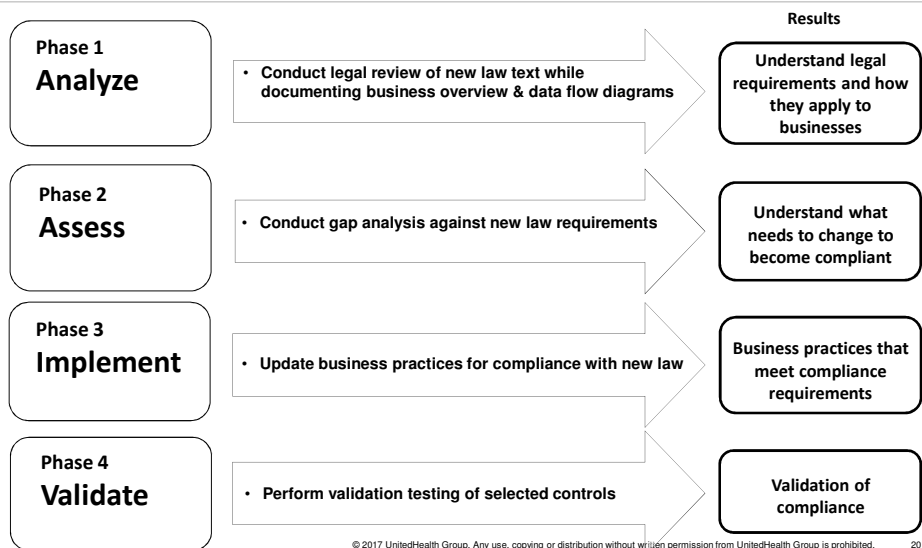 Results
Phase 1
Analyze
• Conduct legal review of new law text while
documenting business overview & data flow diagrams
Understand legal
requirements and how
they apply to
businesses
Phase 2
Assess
• Conduct gap analysis against new law requirements
Understand what
needs to change to
become compliant
Phase 3
Implement
• Update business practices for compliance with new law
Business practices that
meet compliance
requirements
Phase 4
Validate
• Perform validation testing of selected controls
Validation of
compliance
© 2017 UnitedHealth Group. Any use, copying or distribution without written permission from UnitedHealth Group is prohibited.
20